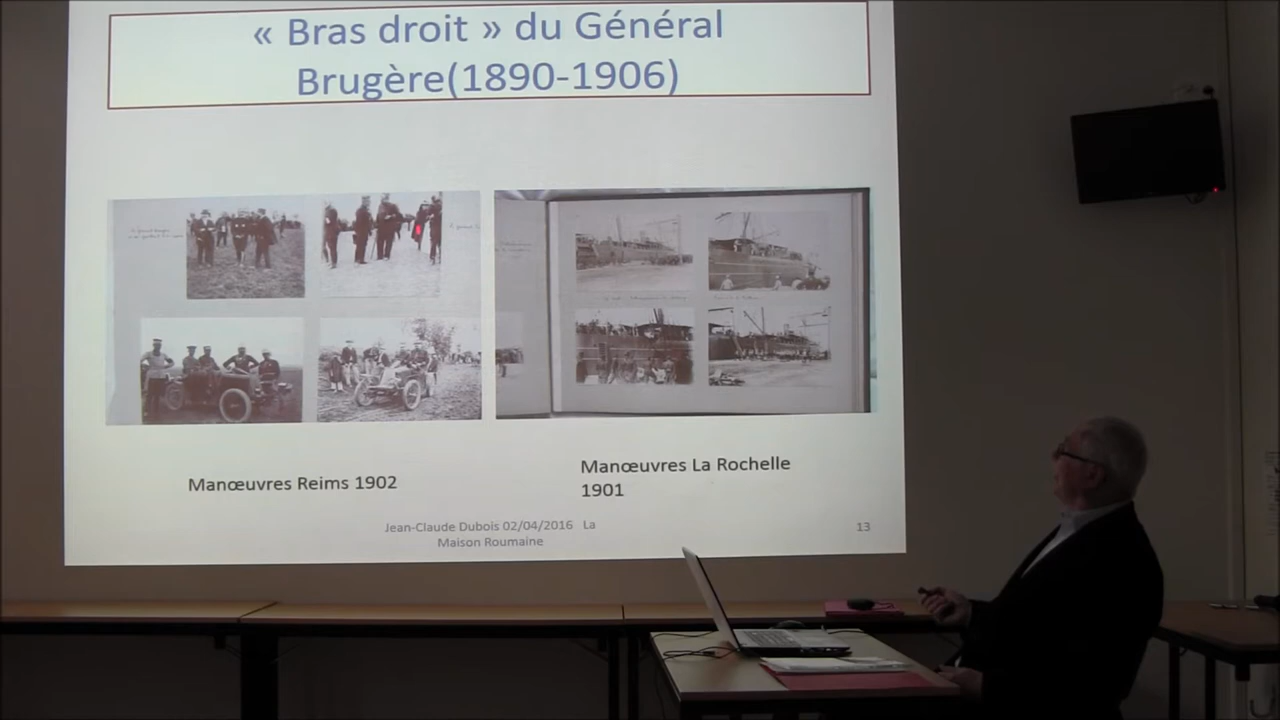 « Bras droit » du Général
Brugère(1890-1906)
Manœuvres Reims 1902
Manœuvres La Rochelle
1901
Jean-Claude Dubois 02/04/2016 La
Maison Roumaine
13